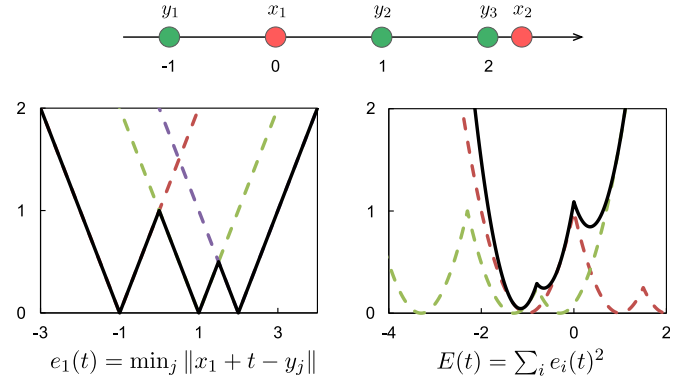 y₁ x₁ y₂ y₃ x₂
-1 0 1 2
2 2
1 1
0 0
-3 -1 1 3 -4 -2 0 2
e₁(t) = minⱼ ‖x₁ + t − yⱼ‖ E(t) = ∑ᵢ eᵢ(t)²